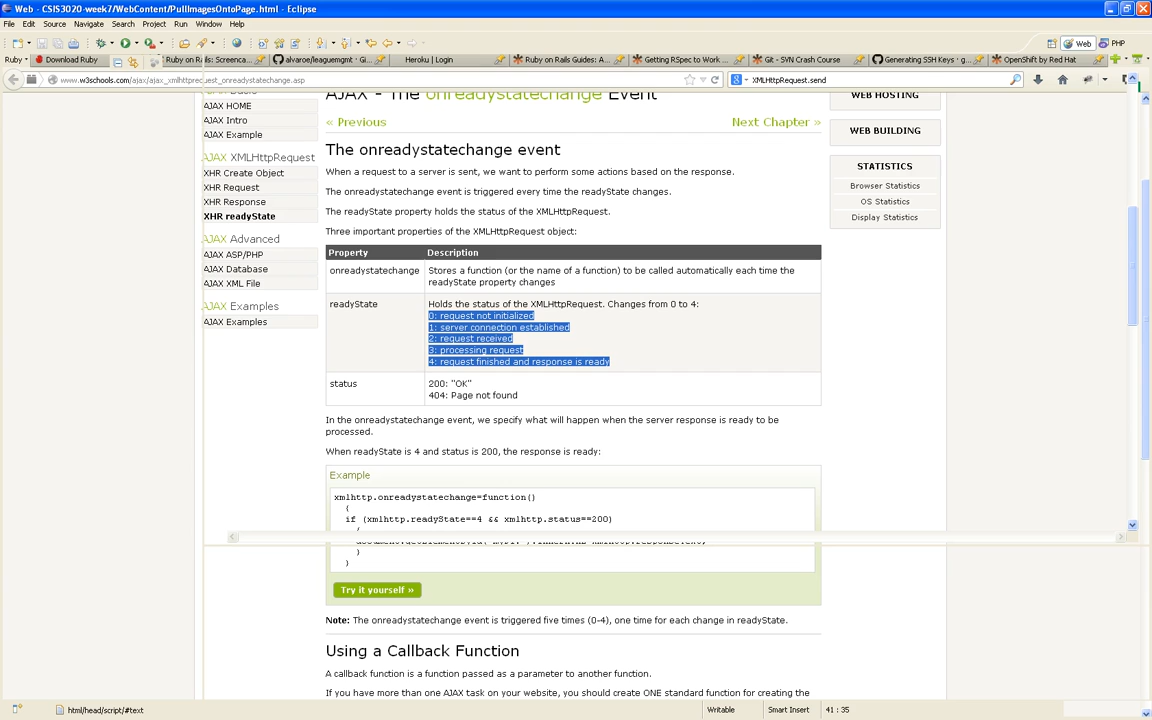 Web - CSIS3020-week7/WebContent/PullImagesOntoPage.html - Eclipse
File Edit Source Navigate Search Project Run Window Help
Web PHP
Ruby Download Ruby Ruby on Rails: Screenca... alvaroe/leaguemgmt · Gi... Heroku | Login Ruby on Rails Guides: A... Getting RSpec to Work ... Git - SVN Crash Course Generating SSH Keys · g... OpenShift by Red Hat
www.w3schools.com/ajax/ajax_xmlhttprequest_onreadystatechange.asp
XMLHttpRequest.send
AJAX - The onreadystatechange Event
« Previous
Next Chapter »
AJAX HOME
AJAX Intro
AJAX Example
AJAX XMLHttpRequest
XHR Create Object
XHR Request
XHR Response
XHR readyState
AJAX Advanced
AJAX ASP/PHP
AJAX Database
AJAX XML File
AJAX Examples
AJAX Examples
The onreadystatechange event
When a request to a server is sent, we want to perform some actions based on the response.
The onreadystatechange event is triggered every time the readyState changes.
The readyState property holds the status of the XMLHttpRequest.
Three important properties of the XMLHttpRequest object:
Property Description
onreadystatechange Stores a function (or the name of a function) to be called automatically each time the
readyState property changes
readyState Holds the status of the XMLHttpRequest. Changes from 0 to 4:
0: request not initialized
1: server connection established
2: request received
3: processing request
4: request finished and response is ready
status 200: "OK"
404: Page not found
In the onreadystatechange event, we specify what will happen when the server response is ready to be
processed.
When readyState is 4 and status is 200, the response is ready:
Example
xmlhttp.onreadystatechange=function()
{
if (xmlhttp.readyState==4 && xmlhttp.status==200)
}
}
Try it yourself »
Note: The onreadystatechange event is triggered five times (0-4), one time for each change in readyState.
Using a Callback Function
A callback function is a function passed as a parameter to another function.
If you have more than one AJAX task on your website, you should create ONE standard function for creating the
WEB HOSTING
WEB BUILDING
STATISTICS
Browser Statistics
OS Statistics
Display Statistics
html/head/script/#text
Writable
Smart Insert
41 : 35